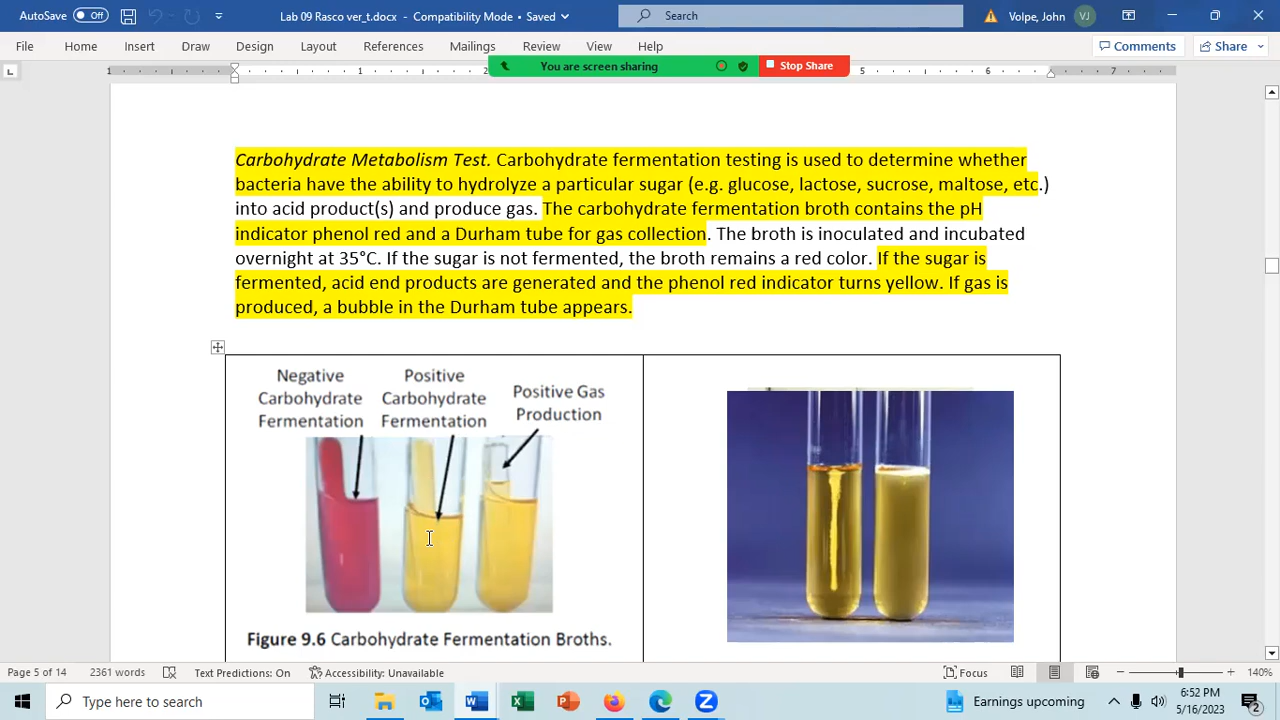 AutoSave Off Lab 09 Rasco ver_t.docx - Compatibility Mode • Saved Search Volpe, John VJ
File Home Insert Draw Design Layout References Mailings Review View Help Comments Share
You are screen sharing Stop Share
1 1 2 5 6 7
Carbohydrate Metabolism Test. Carbohydrate fermentation testing is used to determine whether
bacteria have the ability to hydrolyze a particular sugar (e.g. glucose, lactose, sucrose, maltose, etc.)
into acid product(s) and produce gas. The carbohydrate fermentation broth contains the pH
indicator phenol red and a Durham tube for gas collection. The broth is inoculated and incubated
overnight at 35°C. If the sugar is not fermented, the broth remains a red color. If the sugar is
fermented, acid end products are generated and the phenol red indicator turns yellow. If gas is
produced, a bubble in the Durham tube appears.
Negative
Carbohydrate
Fermentation
Positive
Carbohydrate
Fermentation
Positive Gas
Production
Figure 9.6 Carbohydrate Fermentation Broths.
Page 5 of 14 2361 words Text Predictions: On Accessibility: Unavailable Focus 140%
Type here to search Earnings upcoming 6:52 PM
5/16/2023 2